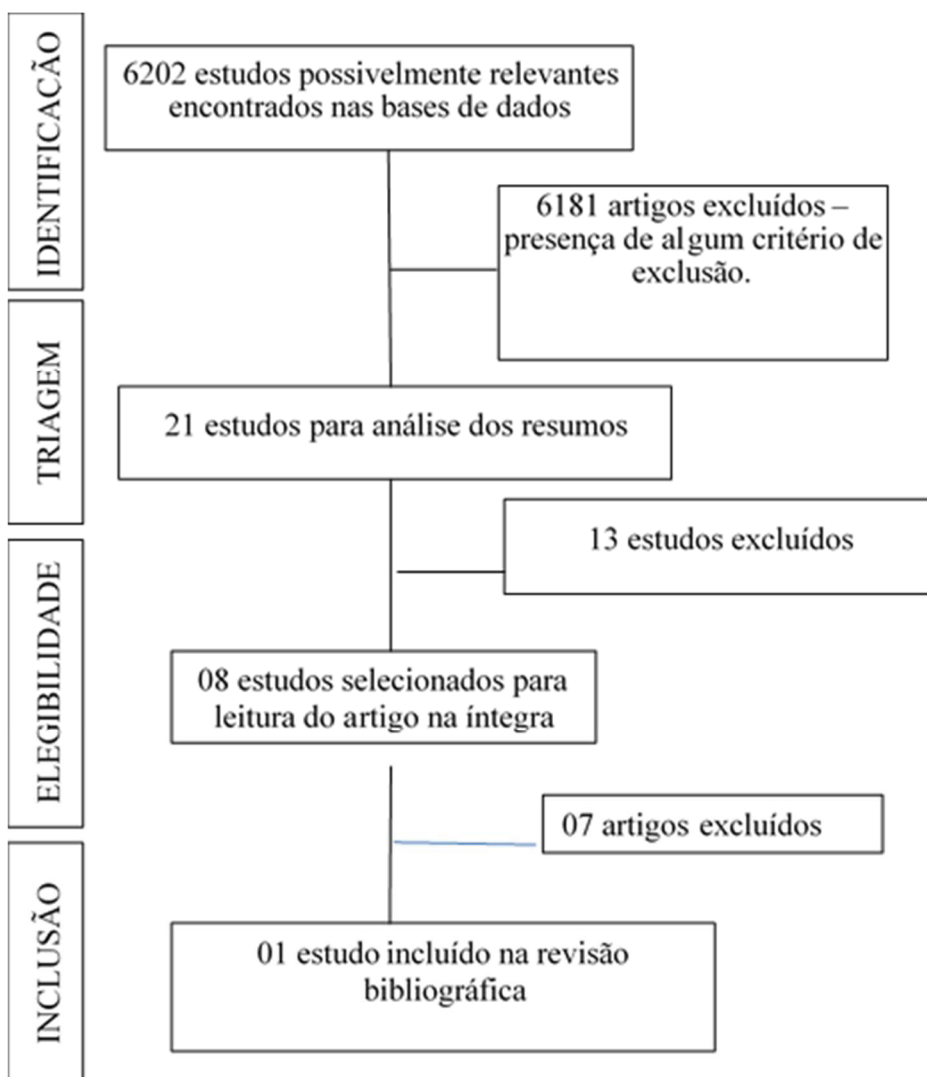 IDENTIFICAÇÃO
6202 estudos possivelmente relevantes
encontrados nas bases de dados
6181 artigos excluídos –
presença de algum critério de
exclusão.
TRIAGEM
21 estudos para análise dos resumos
13 estudos excluídos
ELEGIBILIDADE
08 estudos selecionados para
leitura do artigo na íntegra
07 artigos excluídos
INCLUSÃO
01 estudo incluído na revisão
bibliográfica